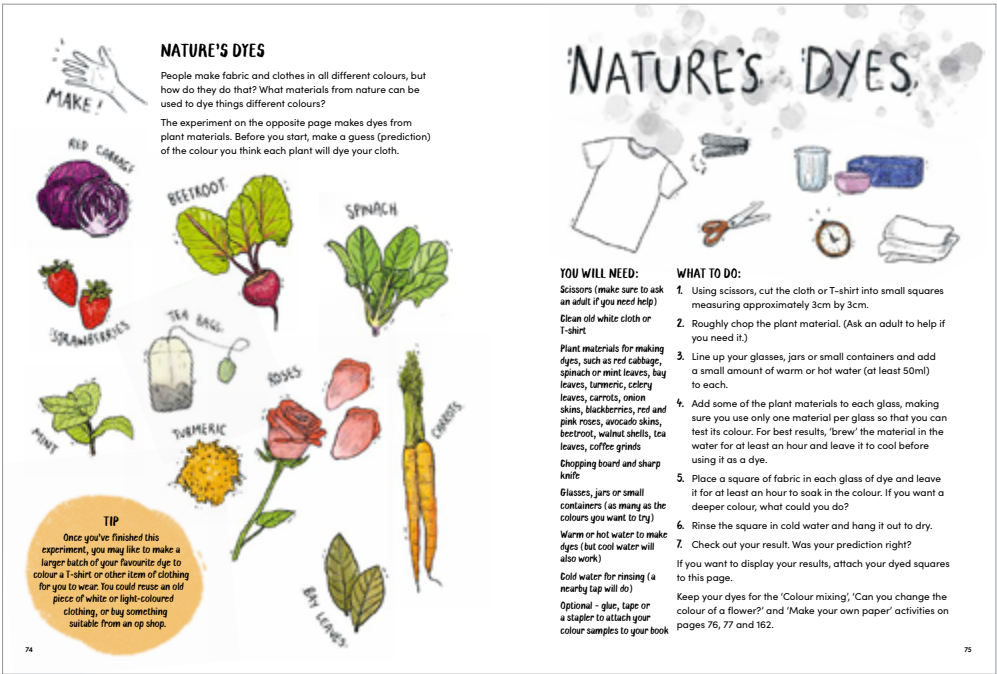 MAKE!
NATURE'S DYES
People make fabric and clothes in all different colours, but
how do they do that? What materials from nature can be
used to dye things different colours?
The experiment on the opposite page makes dyes from
plant materials. Before you start, make a guess (prediction)
of the colour you think each plant will dye your cloth.
RED CABBAGE
BEETROOT
SPINACH
STRAWBERRIES
TEA BAGS
ROSES
MINT
TURMERIC
CARROTS
BAY LEAVES
TIP
Once you've finished this
experiment, you may like to make a
larger batch of your favourite dye to
colour a T-shirt or other item of clothing
for you to wear. You could reuse an old
piece of white or light-coloured
clothing, or buy something
suitable from an op shop.
74
NATURE'S DYES
YOU WILL NEED:
Scissors (make sure to ask
an adult if you need help)
Clean old white cloth or
T-shirt
Plant materials for making
dyes, such as red cabbage,
spinach or mint leaves, bay
leaves, turmeric, celery
leaves, carrots, onion
skins, blackberries, red and
pink roses, avocado skins,
beetroot, walnut shells, tea
leaves, coffee grinds
Chopping board and sharp
knife
Glasses, jars or small
containers (as many as the
colours you want to try)
Warm or hot water to make
dyes (but cool water will
also work)
Cold water for rinsing (a
nearby tap will do)
Optional - glue, tape or
a stapler to attach your
colour samples to your book
WHAT TO DO:
1. Using scissors, cut the cloth or T-shirt into small squares
measuring approximately 3cm by 3cm.
2. Roughly chop the plant material. (Ask an adult to help if
you need it.)
3. Line up your glasses, jars or small containers and add
a small amount of warm or hot water (at least 50ml)
to each.
4. Add some of the plant materials to each glass, making
sure you use only one material per glass so that you can
test its colour. For best results, 'brew' the material in the
water for at least an hour and leave it to cool before
using it as a dye.
5. Place a square of fabric in each glass of dye and leave
it for at least an hour to soak in the colour. If you want a
deeper colour, what could you do?
6. Rinse the square in cold water and hang it out to dry.
7. Check out your result. Was your prediction right?
If you want to display your results, attach your dyed squares
to this page.
Keep your dyes for the 'Colour mixing', 'Can you change the
colour of a flower?' and 'Make your own paper' activities on
pages 76, 77 and 162.
75